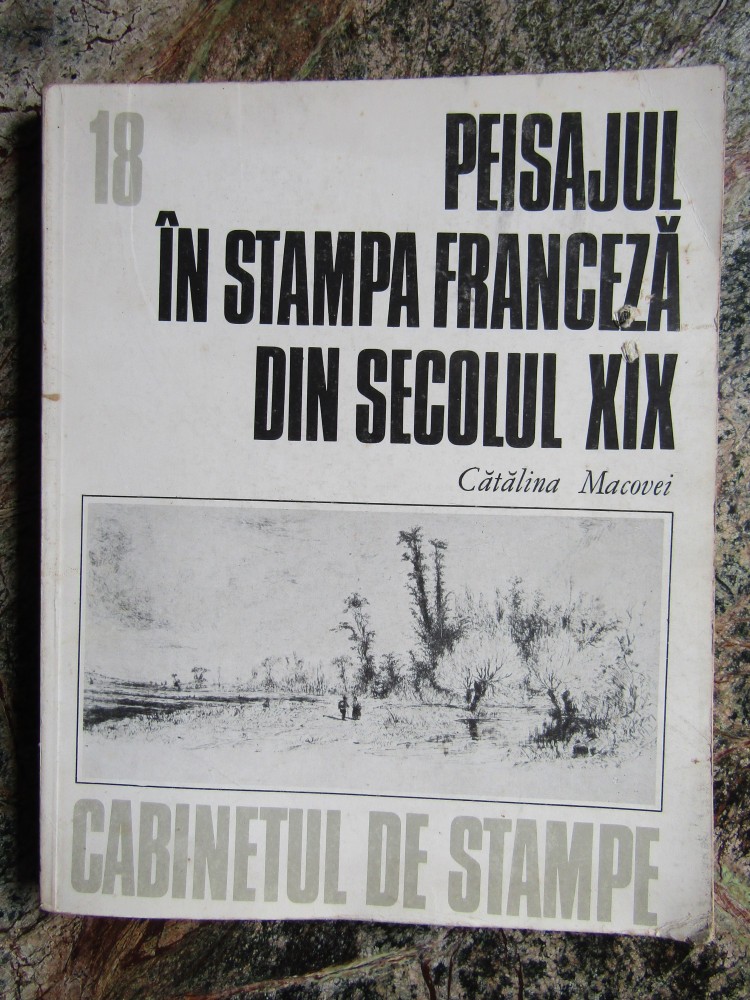 18
PEISAJUL
ÎN STAMPA FRANCEZĂ
DIN SECOLUL XIX
Cătălina Macovei
CABINETUL DE STAMPE